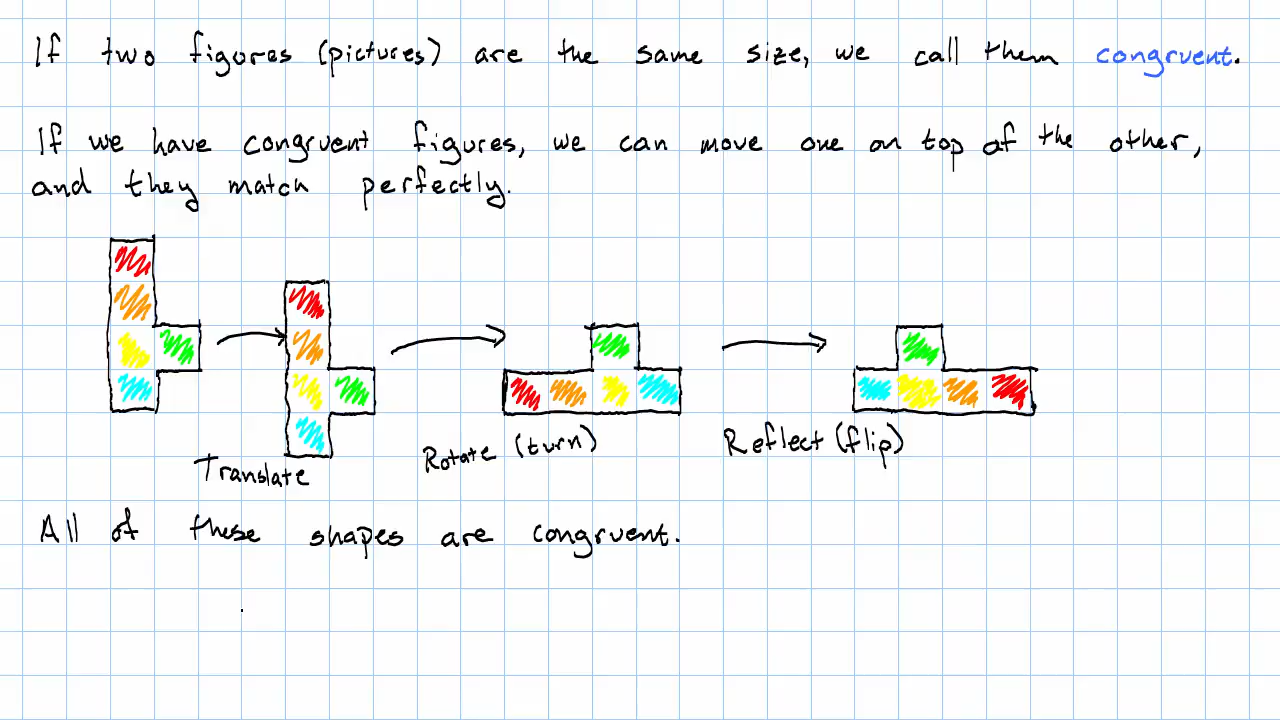 If two figures (pictures) are the same size, we call them congruent.
If we have congruent figures, we can move one on top of the other,
and they match perfectly.
Translate
Rotate (turn)
Reflect (flip)
All of these shapes are congruent.